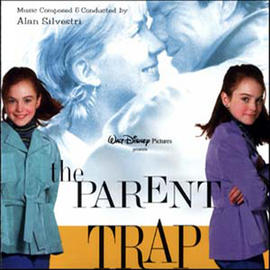 Music Composed & Conducted by
Alan Silvestri
Walt Disney Pictures
presents
the
PARENT
TRAP